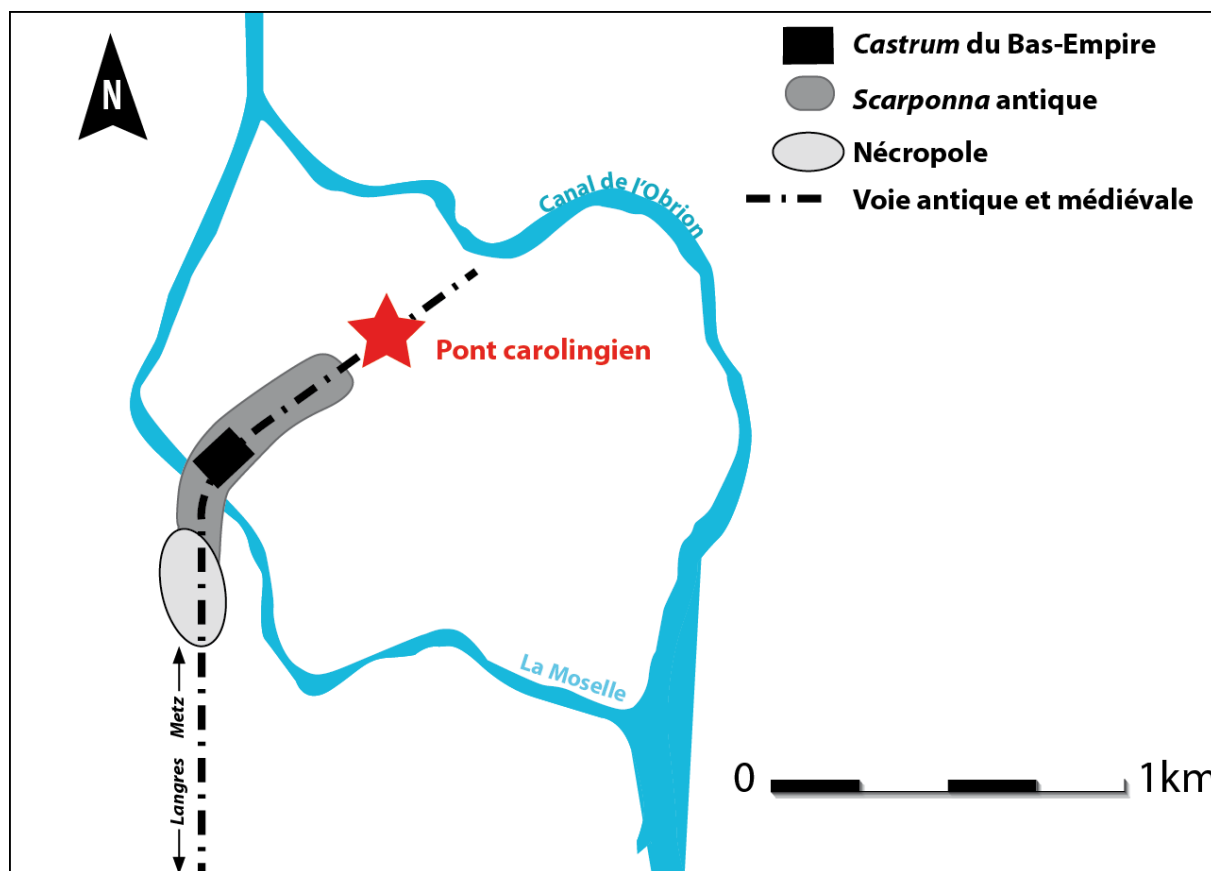 N
Castrum du Bas-Empire
Scarponna antique
Nécropole
Voie antique et médiévale
Canal de l'Obrion
Pont carolingien
La Moselle
Langres Metz
0 1km